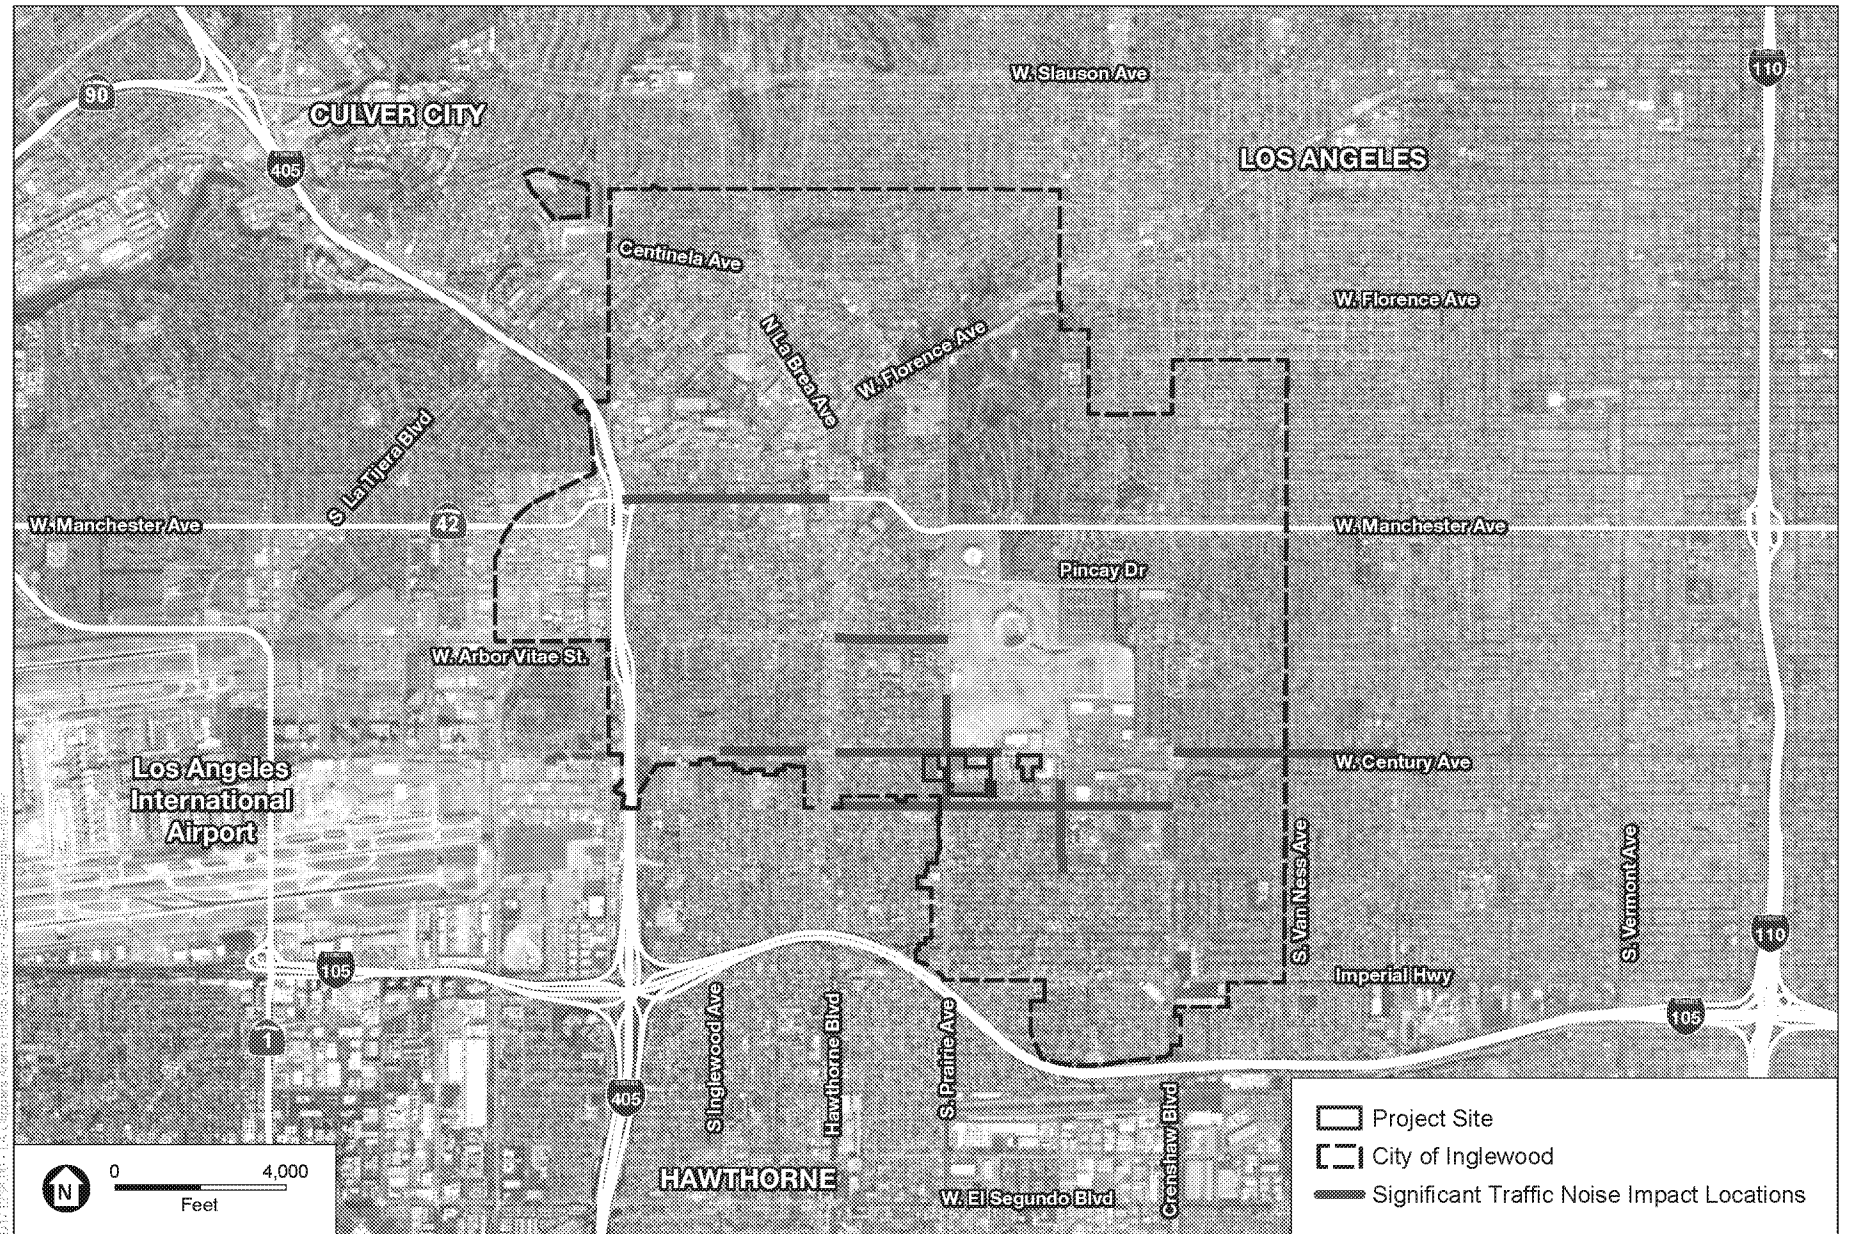 W. Slauson Ave
110
90
CULVER CITY
LOS ANGELES
405
Centinela Ave
W. Florence Ave
N La Brea Ave
W. Florence Ave
S La Tijera Blvd
W. Manchester Ave
42
W. Manchester Ave
Pincay Dr
W. Arbor Vitae St.
Los Angeles
International
Airport
W. Century Ave
S. Van Ness Ave
S. Vermont Ave
110
105
Imperial Hwy
105
1
S Inglewood Ave
Hawthorne Blvd
S. Prairie Ave
405
Crenshaw Blvd
HAWTHORNE
W. El Segundo Blvd
N
0 4,000
Feet
Project Site
City of Inglewood
Significant Traffic Noise Impact Locations